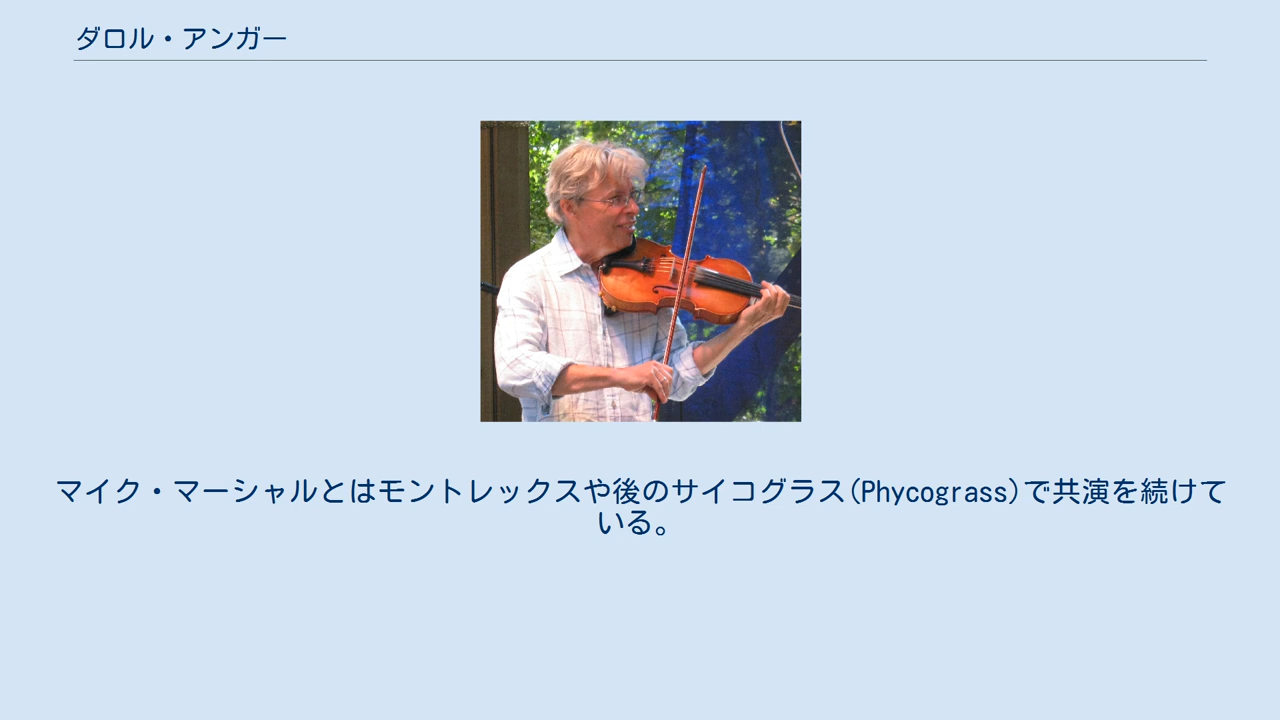 ダロル・アンガー
マイク・マーシャルとはモントレックスや後のサイコグラス(Phycograss)で共演を続けて
いる。